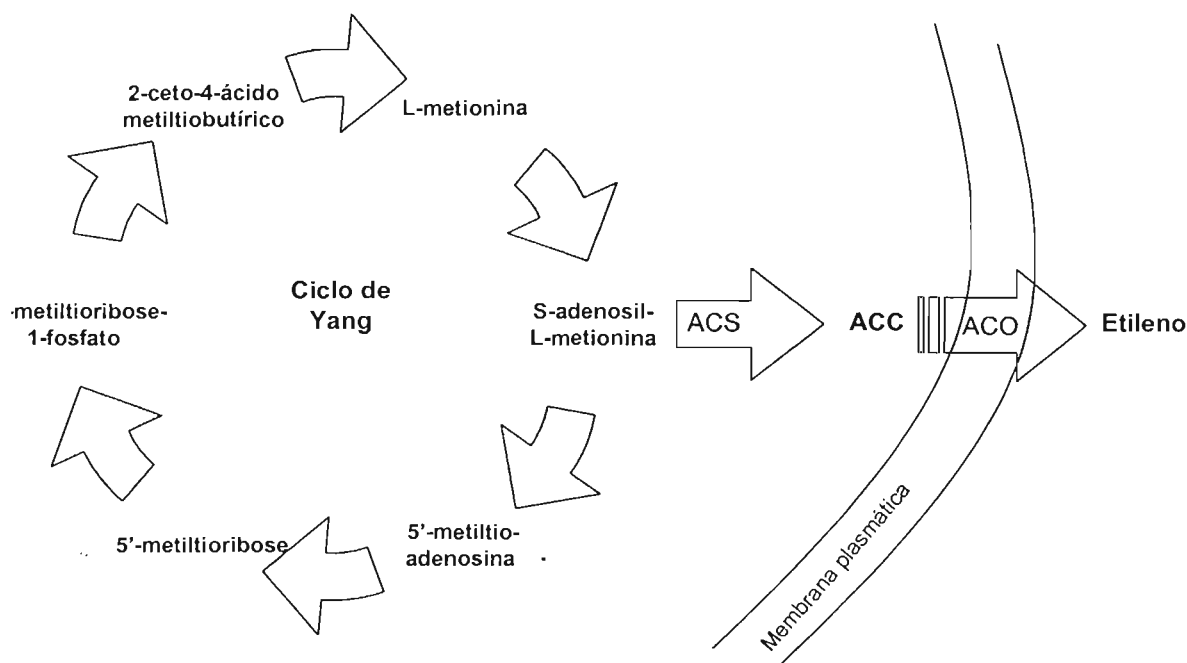 2-ceto-4-ácido
metiltiobutírico
L-metionina
Ciclo de
Yang
-metiltioribose-
1-fosfato
S-adenosil-
L-metionina
ACS
ACC
ACO
Etileno
5'-metiltioribose
5'-metiltio-
adenosina
Membrana plasmática